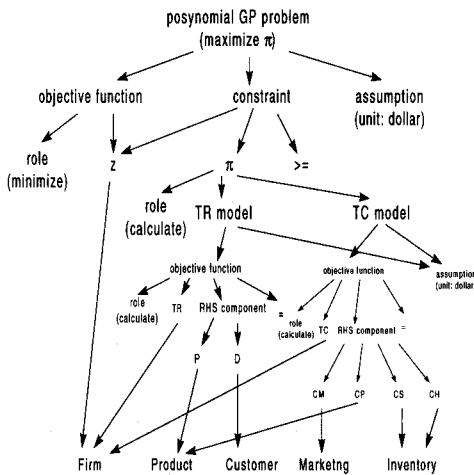 posynomial GP problem
(maximize π)
objective function
constraint
assumption
(unit: dollar)
role
(minimize)
z
π
>=
role
(calculate)
TR model
TC model
objective function
objective function
assumption
(unit: dollar)
role
(calculate)
TR
RHS component
=
role
(calculate)
TC
RHS component
=
P
D
CM
CP
CS
CH
Firm
Product
Customer
Marketng
Inventory